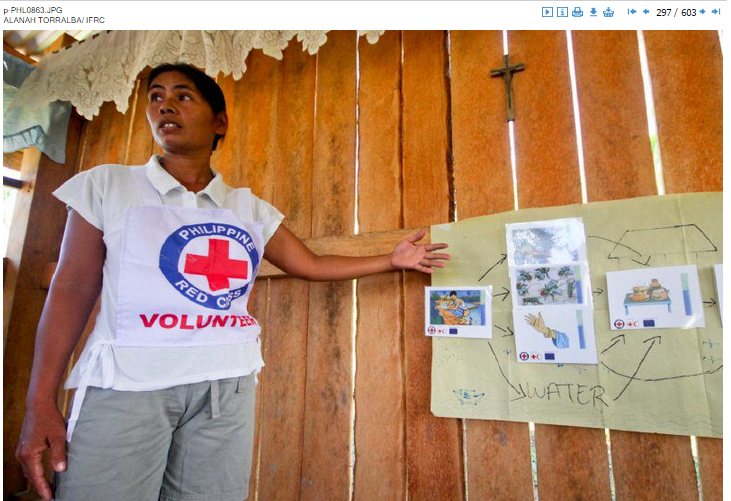 p-PHL0863.JPG
ALANAH TORRALBA/ IFRC
297 / 603
PHILIPPINE
RED CROSS
VOLUNTEER
WATER